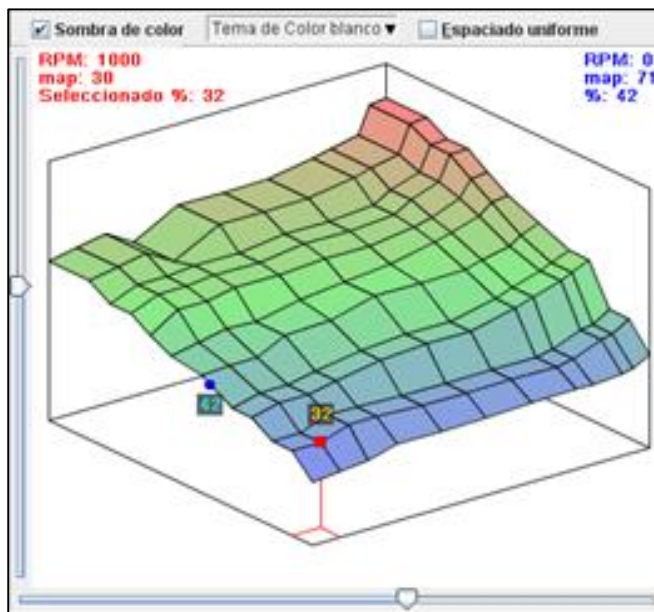 Sombra de color Tema de Color blanco Espaciado uniforme
RPM: 1000
map: 30
Seleccionado %: 32
RPM: 0
map: 71
%: 42
42
32